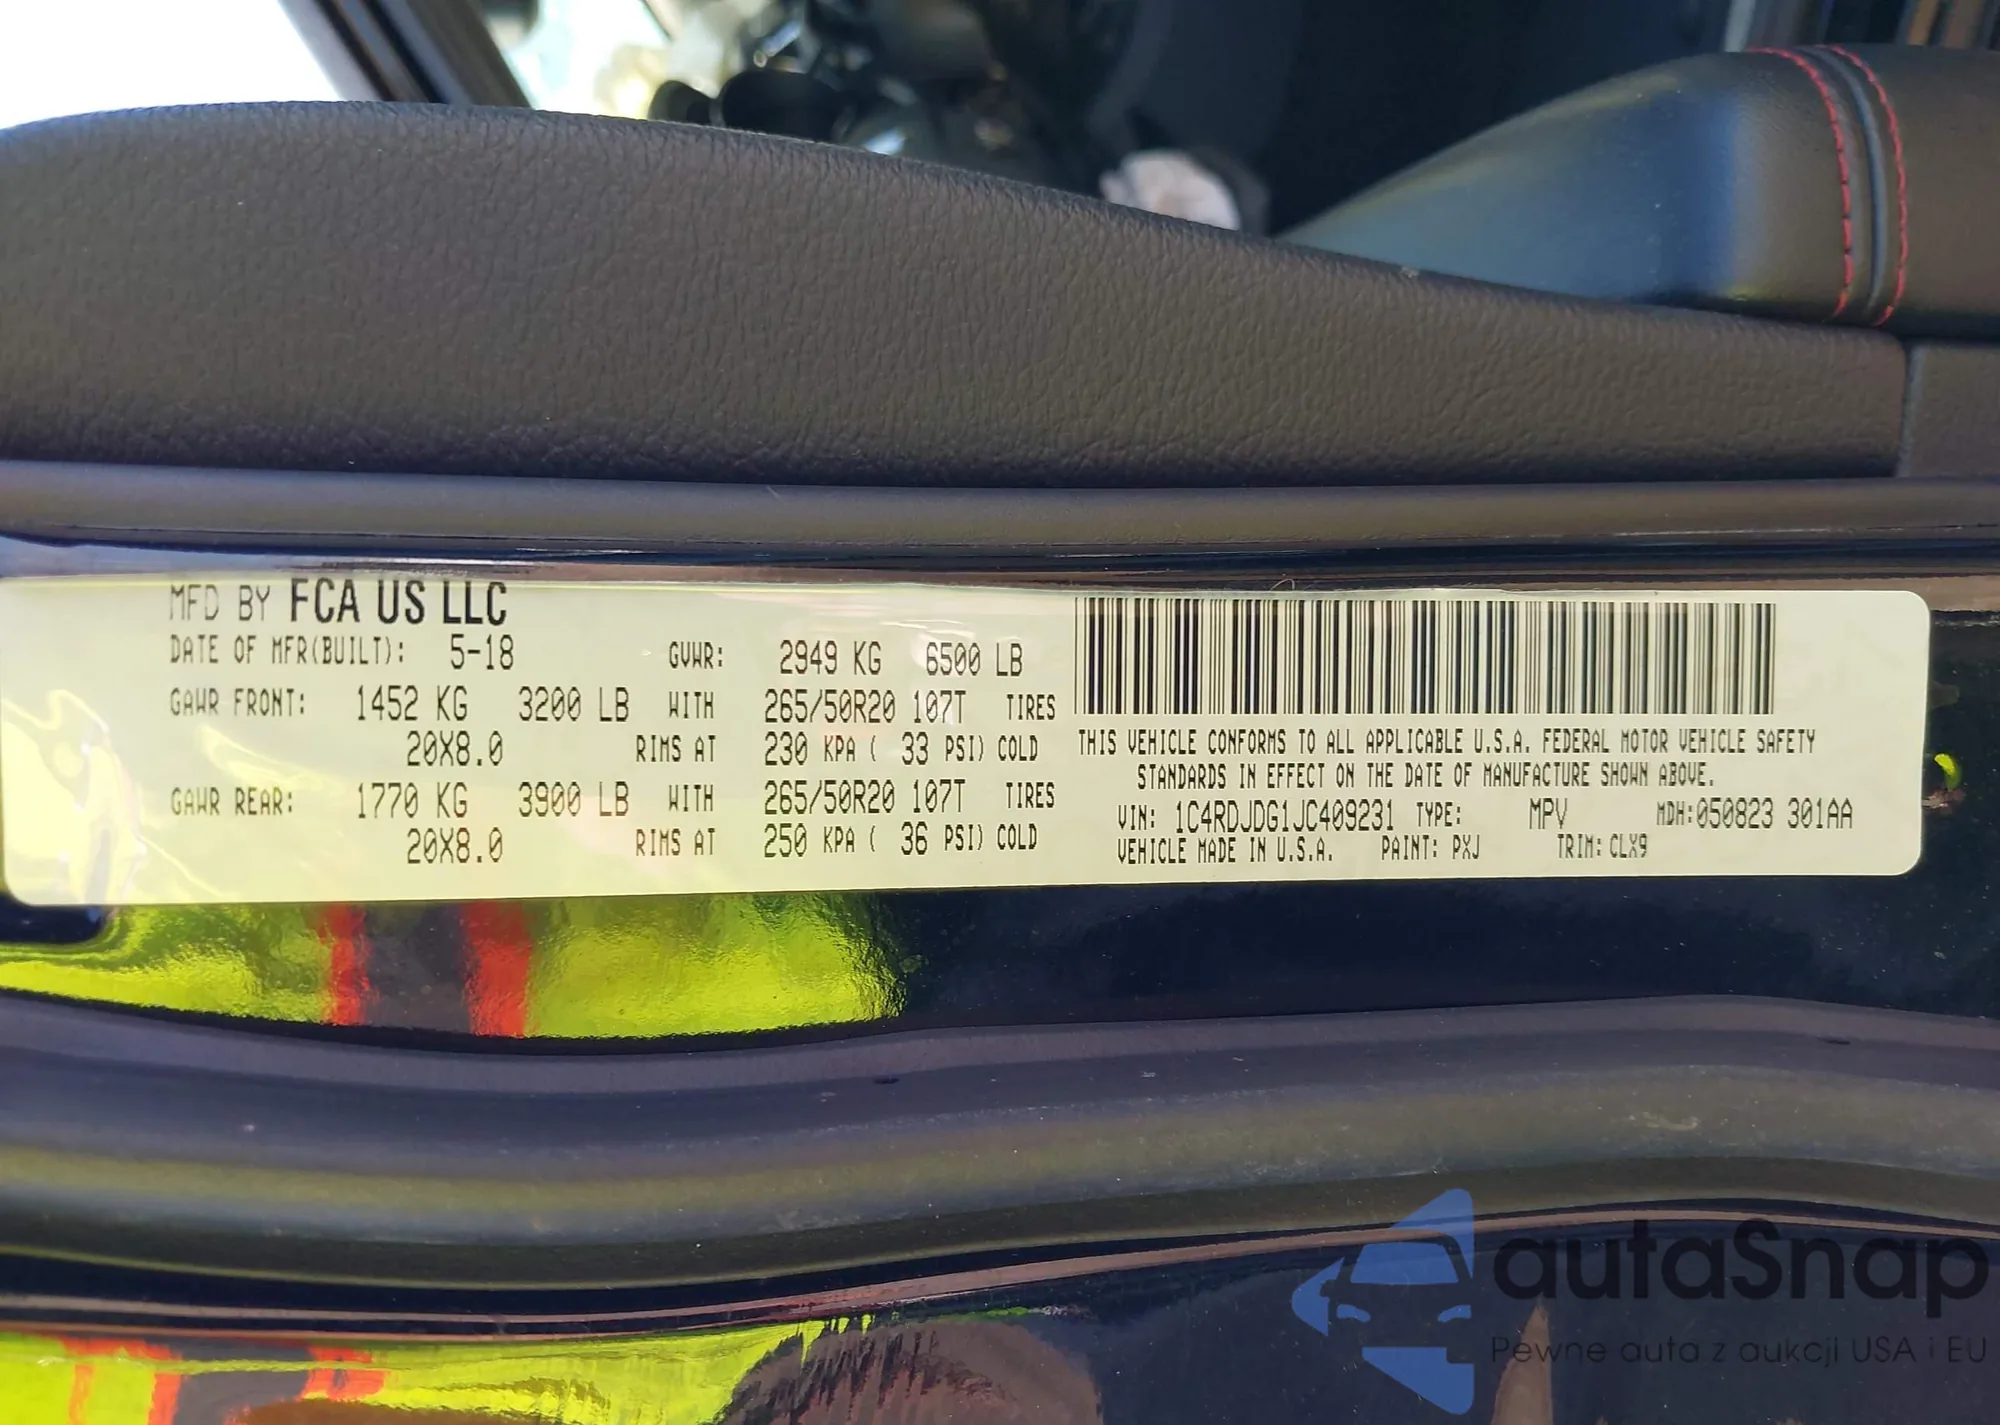 MFD BY FCA US LLC
DATE OF MFR(BUILT): 5-18 GVWR: 2949 KG 6500 LB
GAWR FRONT: 1452 KG 3200 LB WITH 265/50R20 107T TIRES
20X8.0 RIMS AT 230 KPA ( 33 PSI) COLD
GAWR REAR: 1770 KG 3900 LB WITH 265/50R20 107T TIRES
20X8.0 RIMS AT 250 KPA ( 36 PSI) COLD
THIS VEHICLE CONFORMS TO ALL APPLICABLE U.S.A. FEDERAL MOTOR VEHICLE SAFETY
STANDARDS IN EFFECT ON THE DATE OF MANUFACTURE SHOWN ABOVE.
VIN: 1C4RDJDG1JC409231 TYPE: MPV MDH:050823 301AA
VEHICLE MADE IN U.S.A. PAINT: PXJ TRIM: CLX9
autaSnap
Pewne auta z aukcji USA i EU